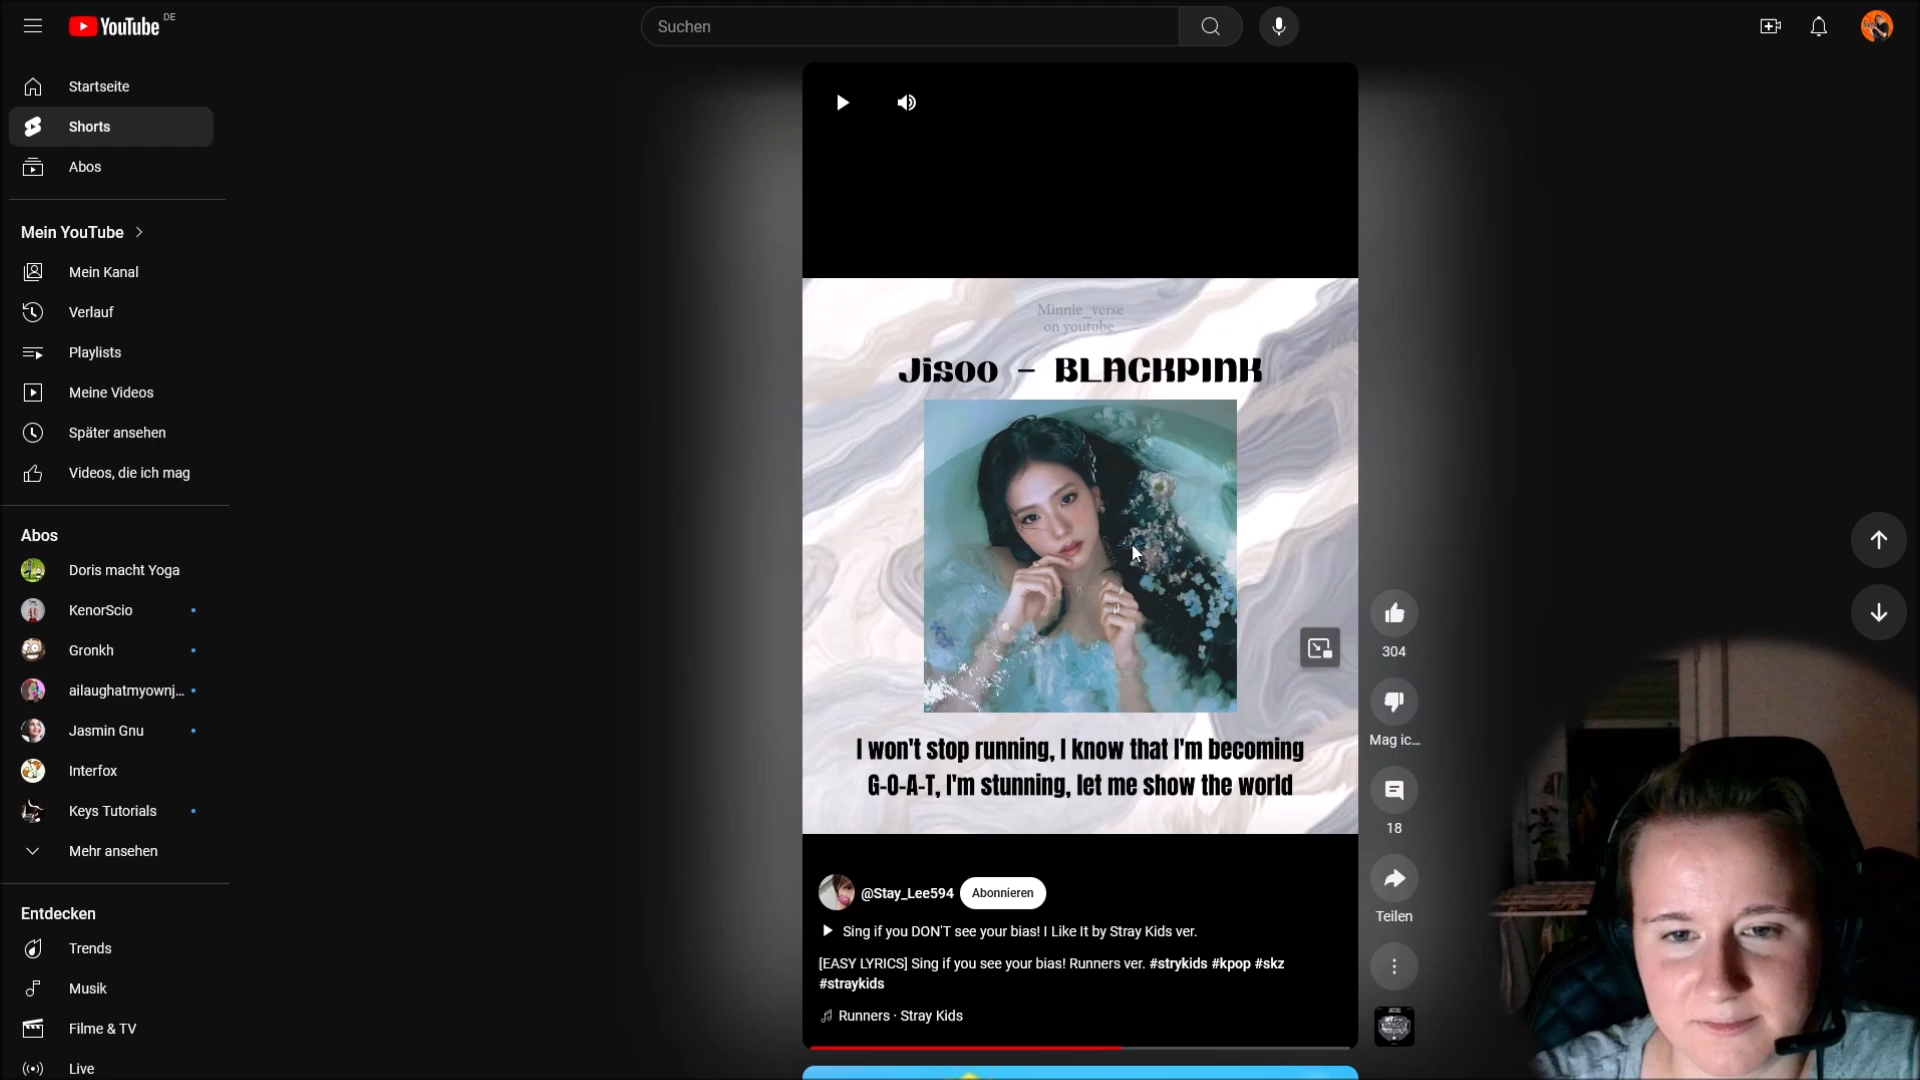 YouTube DE
Suchen
Startseite
Shorts
Abos
Mein YouTube
Mein Kanal
Verlauf
Playlists
Meine Videos
Später ansehen
Videos, die ich mag
Abos
Doris macht Yoga
KenorScio
Gronkh
ailaughatmyownj...
Jasmin Gnu
Interfox
Keys Tutorials
Mehr ansehen
Entdecken
Trends
Musik
Filme & TV
Live
Minnie_verse
on youtube
Jisoo - BLACKPINK
I won't stop running, I know that I'm becoming
G-O-A-T, I'm stunning, let me show the world
@Stay_Lee594 Abonnieren
Sing if you DON'T see your bias! I Like It by Stray Kids ver.
[EASY LYRICS] Sing if you see your bias! Runners ver. #strykids #kpop #skz
#straykids
Runners · Stray Kids
304
Mag ic...
18
Teilen